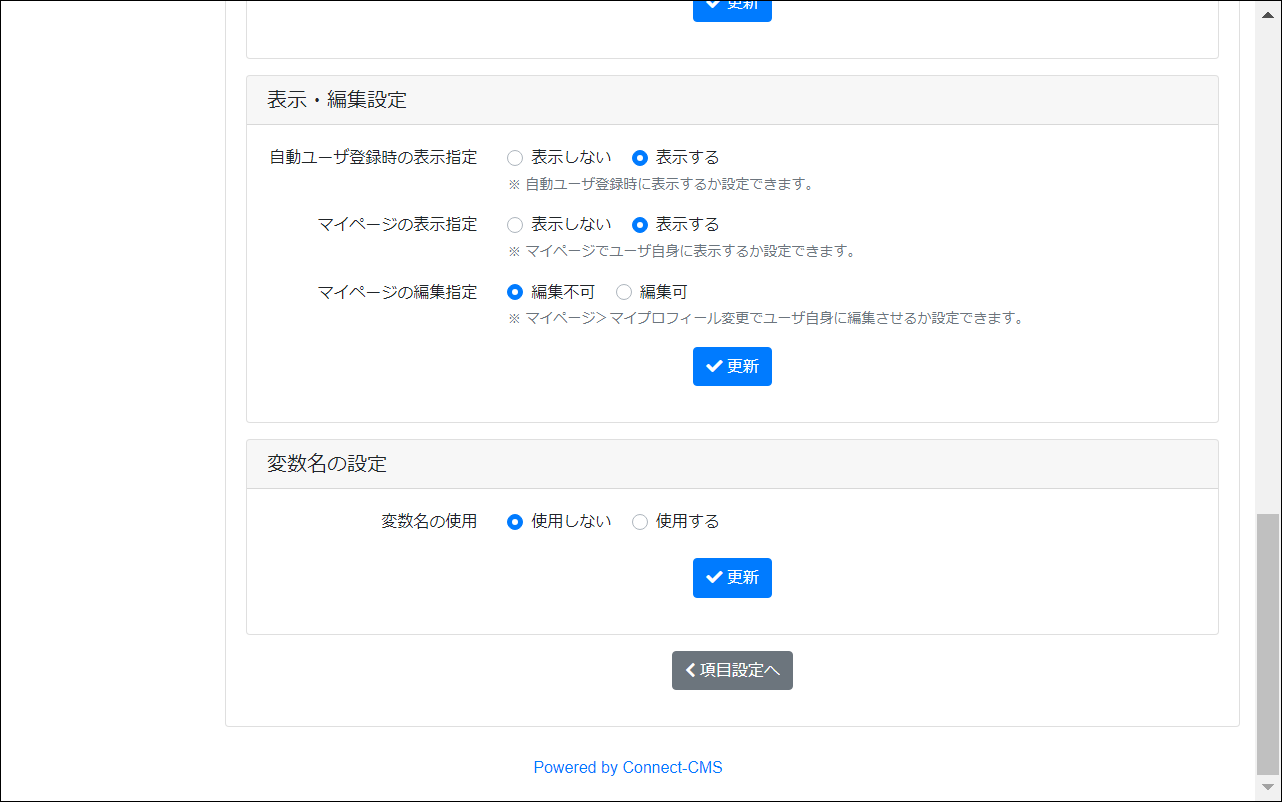 更新
表示・編集設定
自動ユーザ登録時の表示指定 表示しない 表示する
※ 自動ユーザ登録時に表示するか設定できます。
マイページの表示指定 表示しない 表示する
※ マイページでユーザ自身に表示するか設定できます。
マイページの編集指定 編集不可 編集可
※ マイページ> マイプロフィール変更でユーザ自身に編集させるか設定できます。
更新
変数名の設定
変数名の使用 使用しない 使用する
更新
項目設定へ
Powered by Connect-CMS